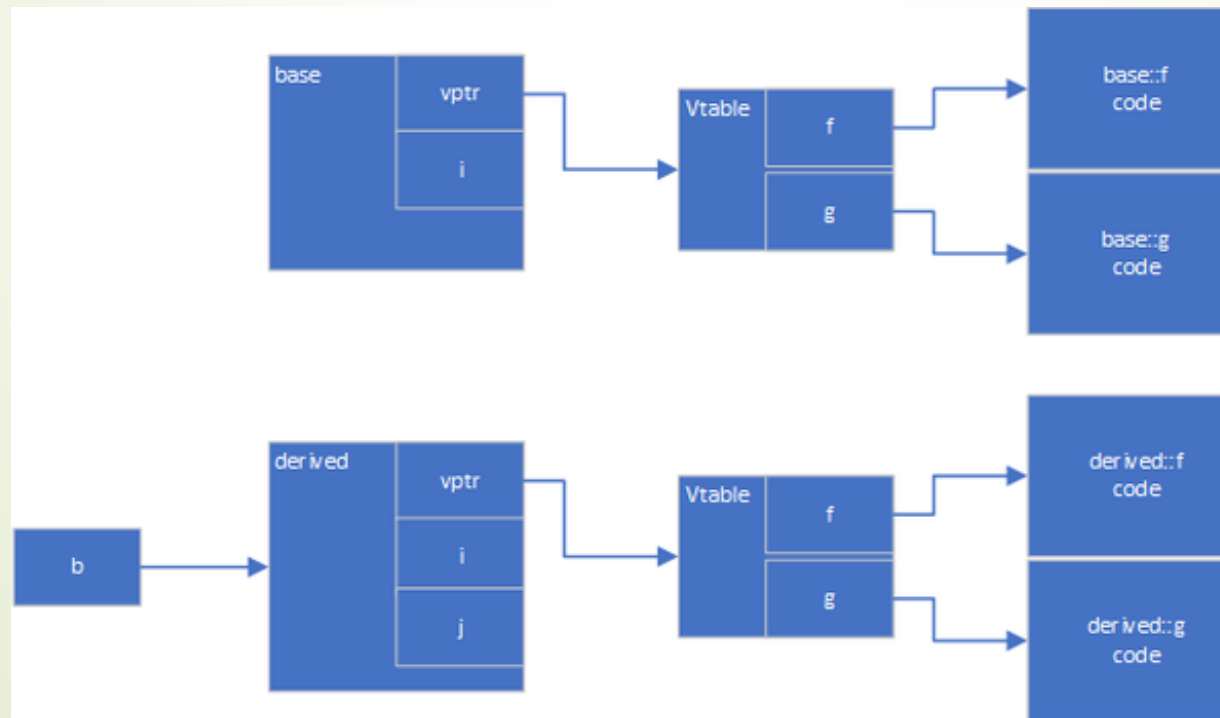 base
vptr
i
Vtable
f
g
base::f
code
base::g
code
derived
vptr
i
j
b
Vtable
f
g
derived::f
code
derived::g
code